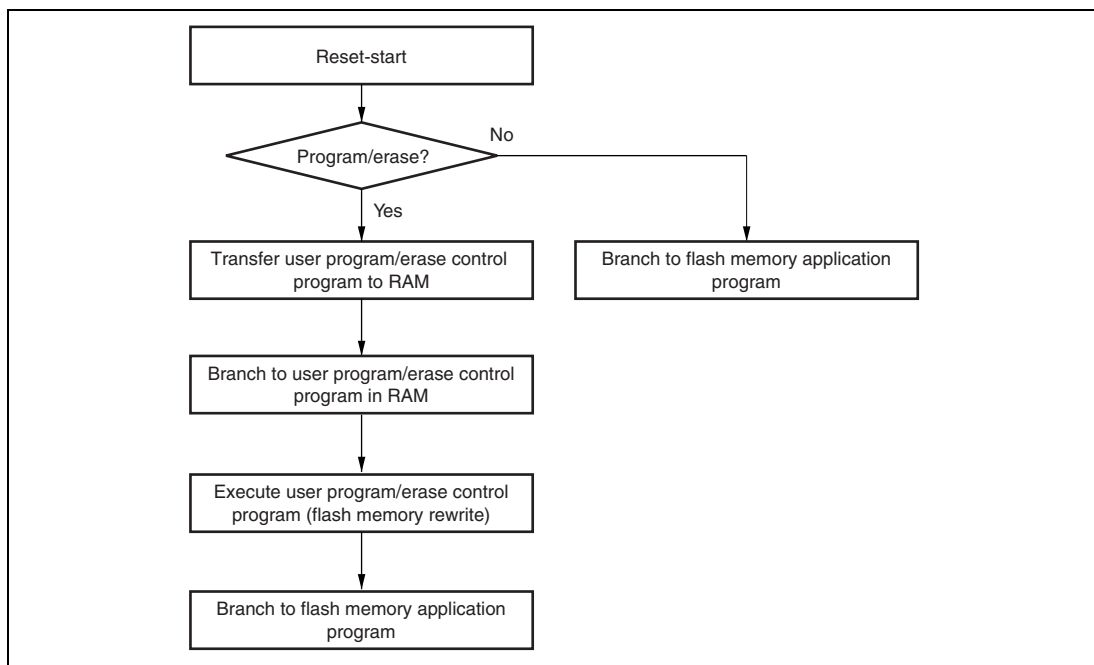 Reset-start
Program/erase?
No
Yes
Transfer user program/erase control
program to RAM
Branch to flash memory application
program
Branch to user program/erase control
program in RAM
Execute user program/erase control
program (flash memory rewrite)
Branch to flash memory application
program